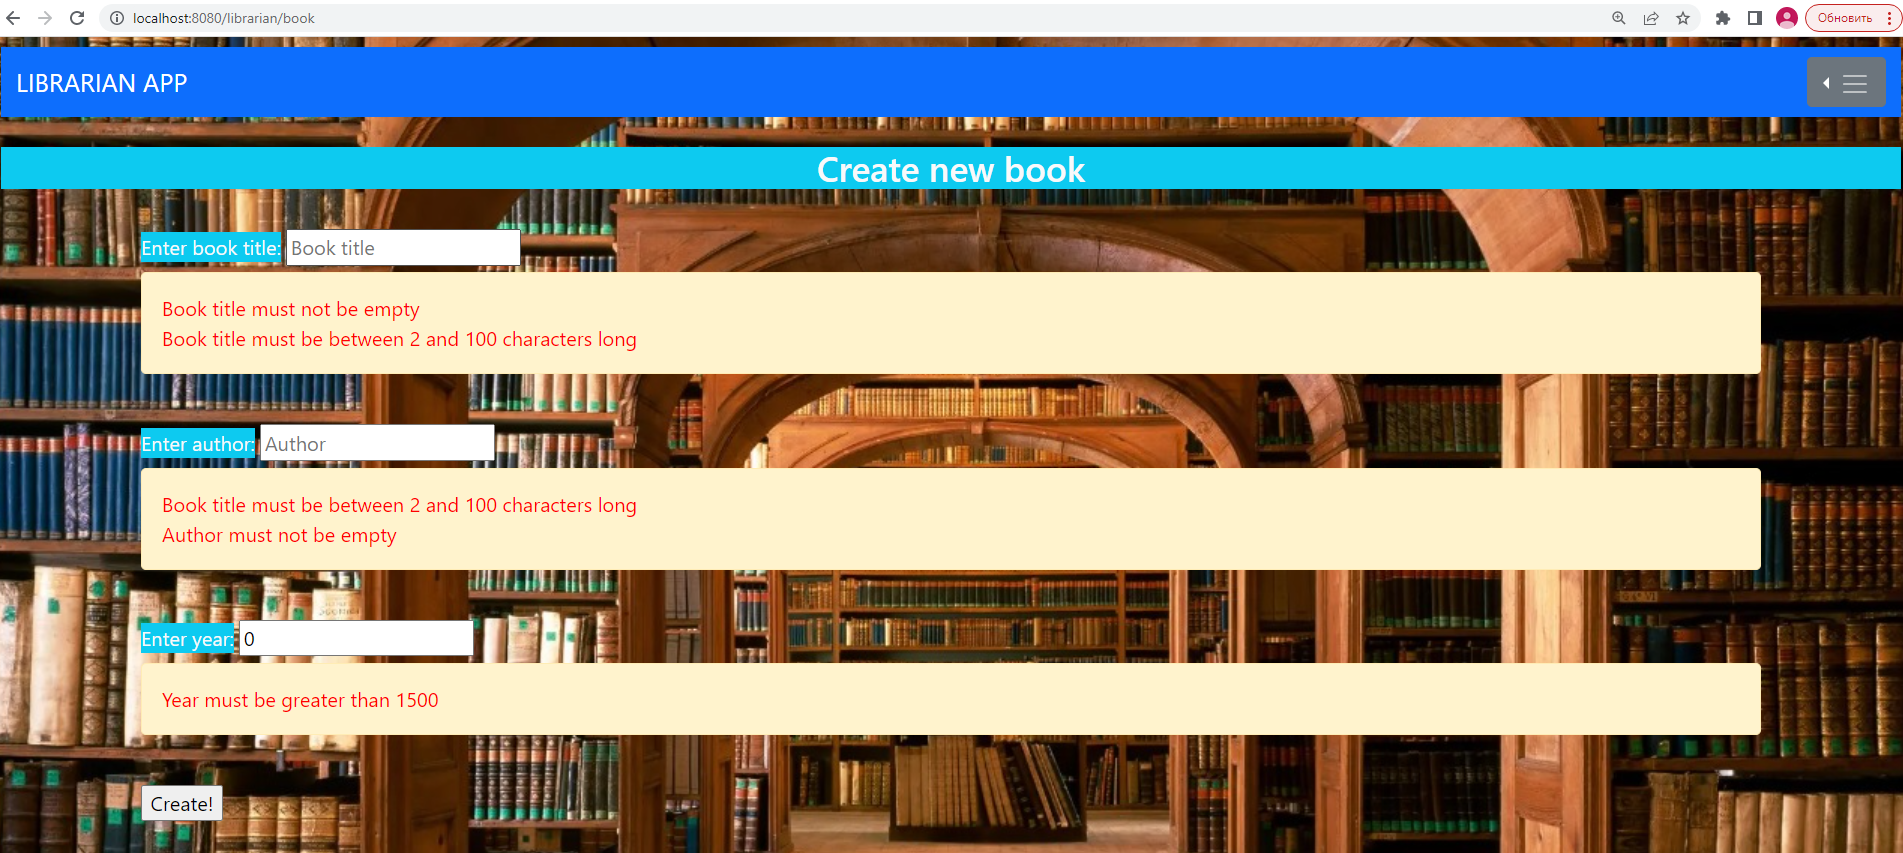 localhost:8080/librarian/book
Обновить
LIBRARIAN APP
Create new book
Enter book title: Book title
Book title must not be empty
Book title must be between 2 and 100 characters long
Enter author: Author
Book title must be between 2 and 100 characters long
Author must not be empty
Enter year: 0
Year must be greater than 1500
Create!